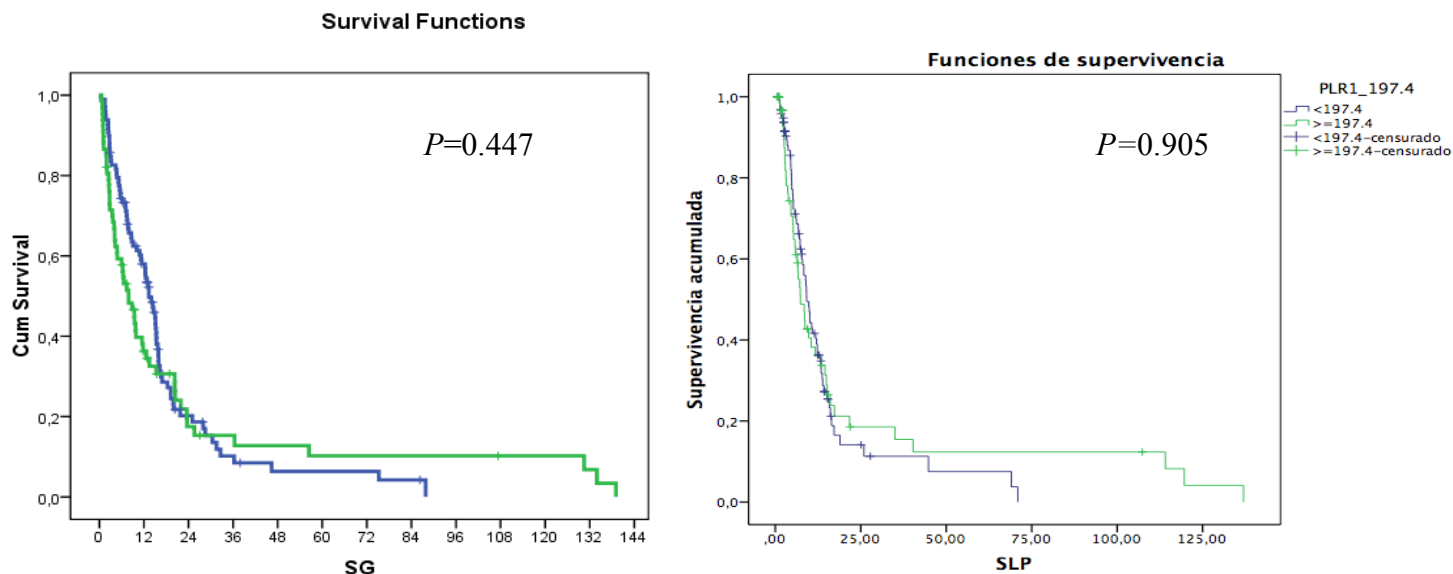 Survival Functions
P=0.447
Cum Survival
1,0
0,8
0,6
0,4
0,2
0,0
0 12 24 36 48 60 72 84 96 108 120 132 144
SG
Funciones de supervivencia
P=0.905
Supervivencia acumulada
1,0
0,8
0,6
0,4
0,2
0,0
,00 25,00 50,00 75,00 100,00 125,00
SLP
PLR1_197.4
<197.4
>=197.4
<197.4-censurado
>=197.4-censurado